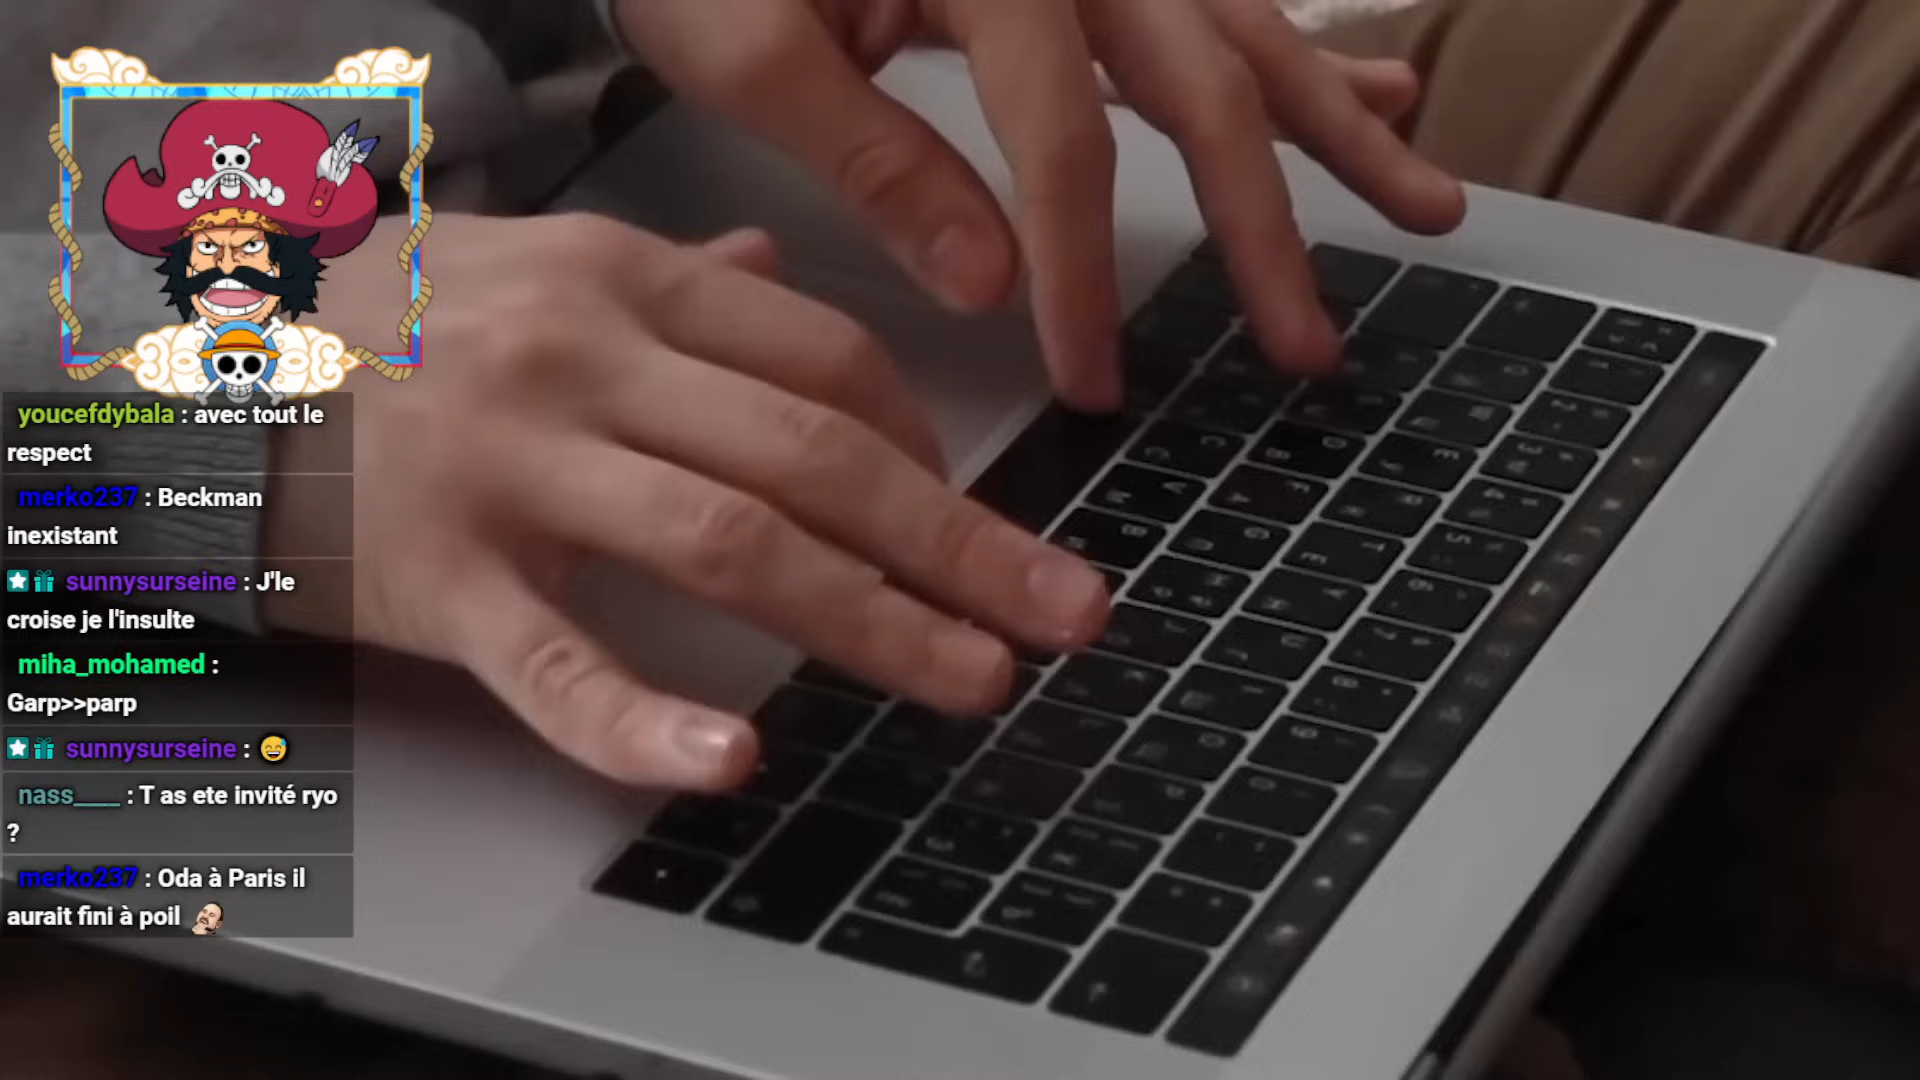 youcefdybala : avec tout le
respect
merko237 : Beckman
inexistant
sunnysurseine : J'le
croise je l'insulte
miha_mohamed :
Garp>>parp
sunnysurseine : 😅
nass____ : T as ete invité ryo
?
merko237 : Oda à Paris il
aurait fini à poil